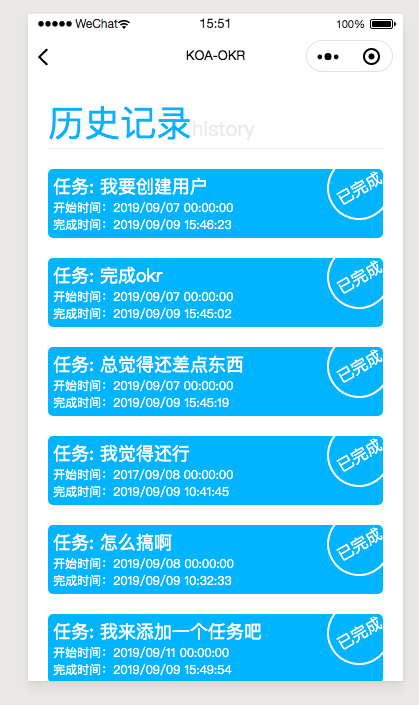 WeChat 15:51 100%
KOA-OKR
历史记录history
任务: 我要创建用户
已完成
开始时间：2019/09/07 00:00:00
完成时间：2019/09/09 15:46:23
任务: 完成okr
已完成
开始时间：2019/09/07 00:00:00
完成时间：2019/09/09 15:45:02
任务: 总觉得还差点东西
已完成
开始时间：2019/09/07 00:00:00
完成时间：2019/09/09 15:45:19
任务: 我觉得还行
已完成
开始时间：2017/09/08 00:00:00
完成时间：2019/09/09 10:41:45
任务: 怎么搞啊
已完成
开始时间：2019/09/08 00:00:00
完成时间：2019/09/09 10:32:33
任务: 我来添加一个任务吧
已完成
开始时间：2019/09/11 00:00:00
完成时间：2019/09/09 15:49:54